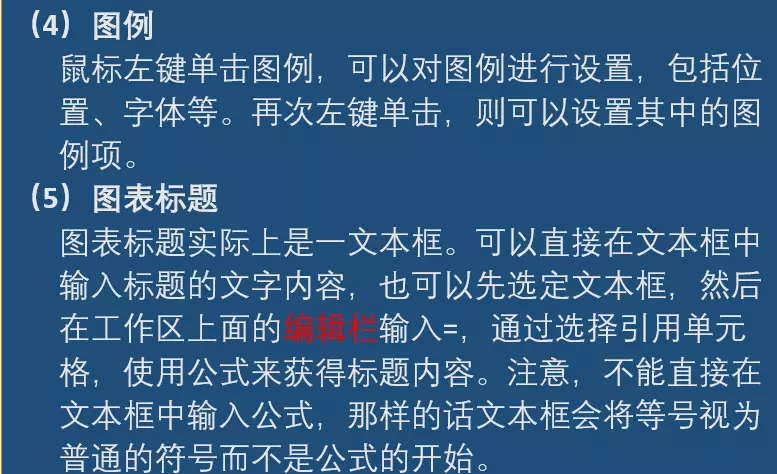 （4）图例
鼠标左键单击图例，可以对图例进行设置，包括位
置、字体等。再次左键单击，则可以设置其中的图
例项。
（5）图表标题
图表标题实际上是一文本框。可以直接在文本框中
输入标题的文字内容，也可以先选定文本框，然后
在工作区上面的编辑栏输入=，通过选择引用单元
格，使用公式来获得标题内容。注意，不能直接在
文本框中输入公式，那样的话文本框会将等号视为
普通的符号而不是公式的开始。